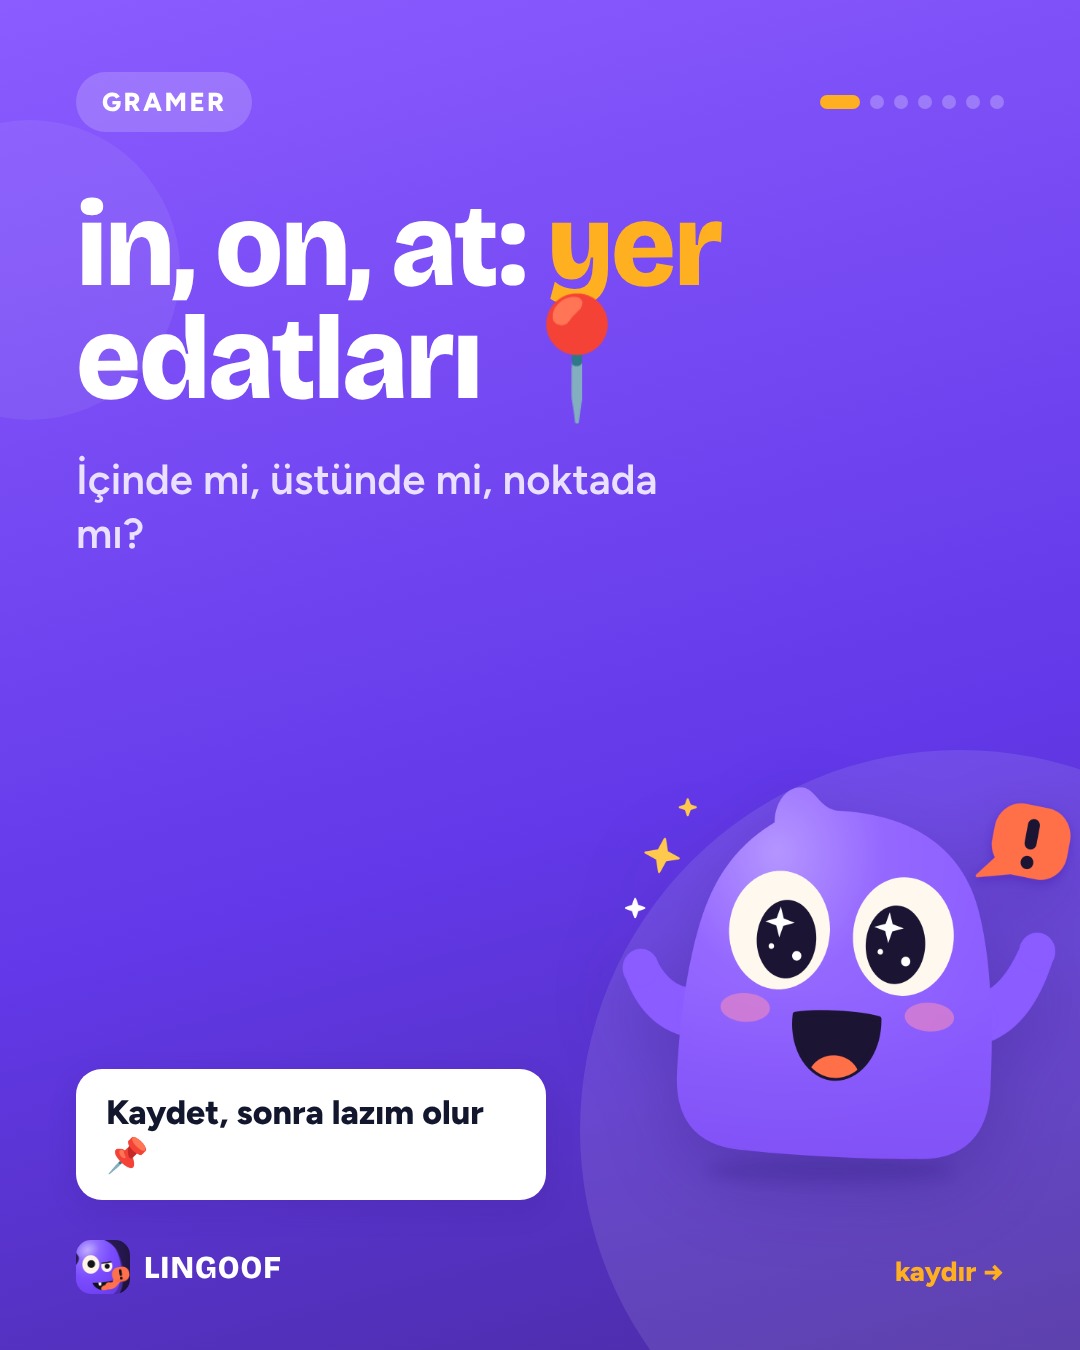 GRAMER
in, on, at: yer
edatları 📍
İçinde mi, üstünde mi, noktada
mı?
Kaydet, sonra lazım olur
📌
LINGOOF
kaydır →